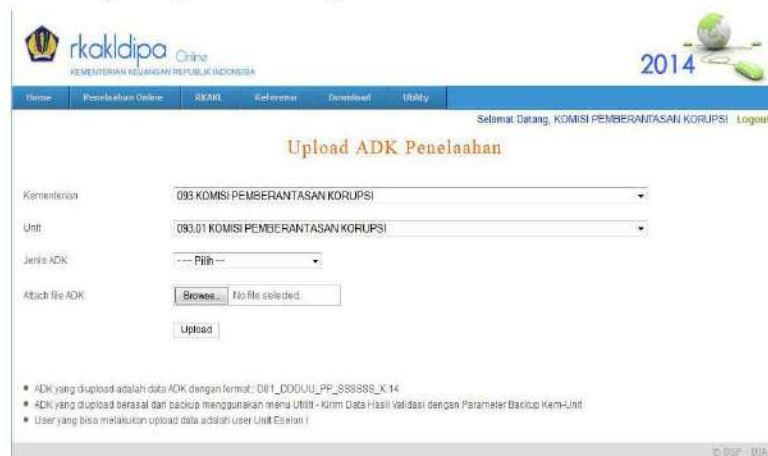 rkakldipa Online
KEMENTERIAN KEUANGAN REPUBLIK INDONESIA
2014
Home Penelaahan Online RKAKL Referensi Download Utility
Selamat Datang, KOMISI PEMBERANTASAN KORUPSI Logout
Upload ADK Penelaahan
Kementerian 093 KOMISI PEMBERANTASAN KORUPSI
Unit 093.01 KOMISI PEMBERANTASAN KORUPSI
Jenis ADK ---- Pilih ---
Attach file ADK Browse... No file selected.
Upload
ADK yang diupload adalah data ADK dengan format : D01_DDDUU_PP_SSSSSS_K.14
ADK yang diupload berasal dari backup menggunakan menu Utiliti - Kirim Data Hasil Validasi dengan Parameter Backup Kem-Unit
User yang bisa melakukan upload data adalah user Unit Eselon I
© DSP - DJA